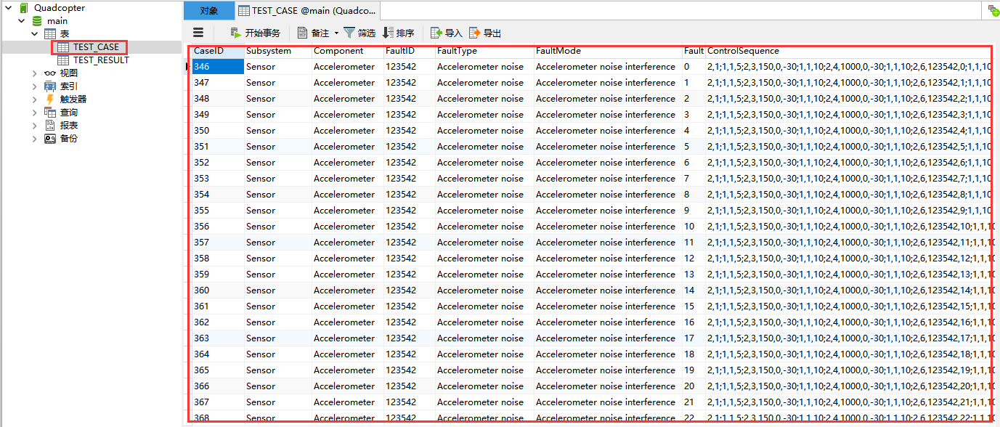 Quadcopter
main
表
TEST_CASE
TEST_RESULT
视图
索引
触发器
查询
报表
备份
对象 TEST_CASE @main (Quadco...
开始事务 备注 筛选 排序 导入 导出
CaseID Subsystem Component FaultID FaultType FaultMode Fault ControlSequence
346 Sensor Accelerometer 123542 Accelerometer noise Accelerometer noise interference 0 2,1;1,1,5;2,3,150,0,-30;1,1,10;2,4,1000,0,-30;1,1,10;2,6,123542,0;1,1,10
347 Sensor Accelerometer 123542 Accelerometer noise Accelerometer noise interference 1 2,1;1,1,5;2,3,150,0,-30;1,1,10;2,4,1000,0,-30;1,1,10;2,6,123542,1;1,1,10
348 Sensor Accelerometer 123542 Accelerometer noise Accelerometer noise interference 2 2,1;1,1,5;2,3,150,0,-30;1,1,10;2,4,1000,0,-30;1,1,10;2,6,123542,2;1,1,10
349 Sensor Accelerometer 123542 Accelerometer noise Accelerometer noise interference 3 2,1;1,1,5;2,3,150,0,-30;1,1,10;2,4,1000,0,-30;1,1,10;2,6,123542,3;1,1,10
350 Sensor Accelerometer 123542 Accelerometer noise Accelerometer noise interference 4 2,1;1,1,5;2,3,150,0,-30;1,1,10;2,4,1000,0,-30;1,1,10;2,6,123542,4;1,1,10
351 Sensor Accelerometer 123542 Accelerometer noise Accelerometer noise interference 5 2,1;1,1,5;2,3,150,0,-30;1,1,10;2,4,1000,0,-30;1,1,10;2,6,123542,5;1,1,10
352 Sensor Accelerometer 123542 Accelerometer noise Accelerometer noise interference 6 2,1;1,1,5;2,3,150,0,-30;1,1,10;2,4,1000,0,-30;1,1,10;2,6,123542,6;1,1,10
353 Sensor Accelerometer 123542 Accelerometer noise Accelerometer noise interference 7 2,1;1,1,5;2,3,150,0,-30;1,1,10;2,4,1000,0,-30;1,1,10;2,6,123542,7;1,1,10
354 Sensor Accelerometer 123542 Accelerometer noise Accelerometer noise interference 8 2,1;1,1,5;2,3,150,0,-30;1,1,10;2,4,1000,0,-30;1,1,10;2,6,123542,8;1,1,10
355 Sensor Accelerometer 123542 Accelerometer noise Accelerometer noise interference 9 2,1;1,1,5;2,3,150,0,-30;1,1,10;2,4,1000,0,-30;1,1,10;2,6,123542,9;1,1,10
356 Sensor Accelerometer 123542 Accelerometer noise Accelerometer noise interference 10 2,1;1,1,5;2,3,150,0,-30;1,1,10;2,4,1000,0,-30;1,1,10;2,6,123542,10;1,1,10
357 Sensor Accelerometer 123542 Accelerometer noise Accelerometer noise interference 11 2,1;1,1,5;2,3,150,0,-30;1,1,10;2,4,1000,0,-30;1,1,10;2,6,123542,11;1,1,10
358 Sensor Accelerometer 123542 Accelerometer noise Accelerometer noise interference 12 2,1;1,1,5;2,3,150,0,-30;1,1,10;2,4,1000,0,-30;1,1,10;2,6,123542,12;1,1,10
359 Sensor Accelerometer 123542 Accelerometer noise Accelerometer noise interference 13 2,1;1,1,5;2,3,150,0,-30;1,1,10;2,4,1000,0,-30;1,1,10;2,6,123542,13;1,1,10
360 Sensor Accelerometer 123542 Accelerometer noise Accelerometer noise interference 14 2,1;1,1,5;2,3,150,0,-30;1,1,10;2,4,1000,0,-30;1,1,10;2,6,123542,14;1,1,10
361 Sensor Accelerometer 123542 Accelerometer noise Accelerometer noise interference 15 2,1;1,1,5;2,3,150,0,-30;1,1,10;2,4,1000,0,-30;1,1,10;2,6,123542,15;1,1,10
362 Sensor Accelerometer 123542 Accelerometer noise Accelerometer noise interference 16 2,1;1,1,5;2,3,150,0,-30;1,1,10;2,4,1000,0,-30;1,1,10;2,6,123542,16;1,1,10
363 Sensor Accelerometer 123542 Accelerometer noise Accelerometer noise interference 17 2,1;1,1,5;2,3,150,0,-30;1,1,10;2,4,1000,0,-30;1,1,10;2,6,123542,17;1,1,10
364 Sensor Accelerometer 123542 Accelerometer noise Accelerometer noise interference 18 2,1;1,1,5;2,3,150,0,-30;1,1,10;2,4,1000,0,-30;1,1,10;2,6,123542,18;1,1,10
365 Sensor Accelerometer 123542 Accelerometer noise Accelerometer noise interference 19 2,1;1,1,5;2,3,150,0,-30;1,1,10;2,4,1000,0,-30;1,1,10;2,6,123542,19;1,1,10
366 Sensor Accelerometer 123542 Accelerometer noise Accelerometer noise interference 20 2,1;1,1,5;2,3,150,0,-30;1,1,10;2,4,1000,0,-30;1,1,10;2,6,123542,20;1,1,10
367 Sensor Accelerometer 123542 Accelerometer noise Accelerometer noise interference 21 2,1;1,1,5;2,3,150,0,-30;1,1,10;2,4,1000,0,-30;1,1,10;2,6,123542,21;1,1,10
368 Sensor Accelerometer 123542 Accelerometer noise Accelerometer noise interference 22 2,1;1,1,5;2,3,150,0,-30;1,1,10;2,4,1000,0,-30;1,1,10;2,6,123542,22;1,1,10